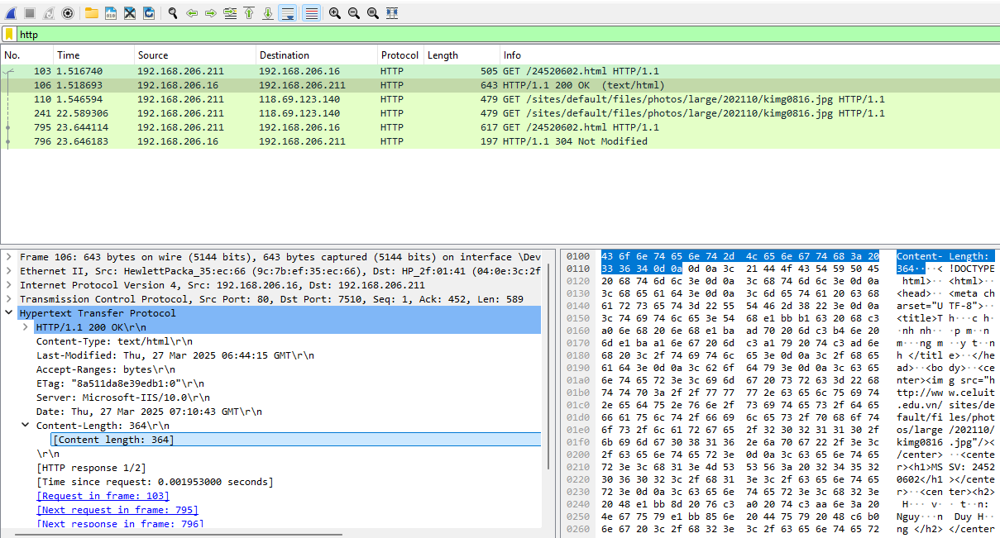 http
No. Time Source Destination Protocol Length Info
103 1.516740 192.168.206.211 192.168.206.16 HTTP 505 GET /24520602.html HTTP/1.1
106 1.518693 192.168.206.16 192.168.206.211 HTTP 643 HTTP/1.1 200 OK (text/html)
110 1.546594 192.168.206.211 118.69.123.140 HTTP 479 GET /sites/default/files/photos/large/202110/kimg0816.jpg HTTP/1.1
241 22.589306 192.168.206.211 118.69.123.140 HTTP 479 GET /sites/default/files/photos/large/202110/kimg0816.jpg HTTP/1.1
795 23.644114 192.168.206.211 192.168.206.16 HTTP 617 GET /24520602.html HTTP/1.1
796 23.646183 192.168.206.16 192.168.206.211 HTTP 197 HTTP/1.1 304 Not Modified
Frame 106: 643 bytes on wire (5144 bits), 643 bytes captured (5144 bits) on interface \Dev
Ethernet II, Src: HewlettPacka_35:ec:66 (9c:7b:ef:35:ec:66), Dst: HP_2f:01:41 (04:0e:3c:2f
Internet Protocol Version 4, Src: 192.168.206.16, Dst: 192.168.206.211
Transmission Control Protocol, Src Port: 80, Dst Port: 7510, Seq: 1, Ack: 452, Len: 589
Hypertext Transfer Protocol
HTTP/1.1 200 OK\r\n
Content-Type: text/html\r\n
Last-Modified: Thu, 27 Mar 2025 06:44:15 GMT\r\n
Accept-Ranges: bytes\r\n
ETag: "8a511da8e39edb1:0"\r\n
Server: Microsoft-IIS/10.0\r\n
Date: Thu, 27 Mar 2025 07:10:43 GMT\r\n
Content-Length: 364\r\n
[Content length: 364]
\r\n
[HTTP response 1/2]
[Time since request: 0.001953000 seconds]
[Request in frame: 103]
[Next request in frame: 795]
[Next response in frame: 796]
0100 43 6f 6e 74 65 6e 74 2d 4c 65 6e 67 74 68 3a 20 Content- Length:
0110 33 36 34 0d 0a 0d 0a 3c 21 44 4f 43 54 59 50 45 364····< !DOCTYPE
0120 20 68 74 6d 6c 3e 0d 0a 3c 68 74 6d 6c 3e 0d 0a html>·· <html>··
0130 3c 68 65 61 64 3e 0d 0a 3c 6d 65 74 61 20 63 68 <head>·· <meta ch
0140 61 72 73 65 74 3d 22 55 54 46 2d 38 22 3e 0d 0a arset="U TF-8">··
0150 3c 74 69 74 6c 65 3e 54 68 e1 bb b1 63 20 68 c3 <title>T h···c h·
0160 a0 6e 68 20 6e 68 e1 ba ad 70 20 6d c3 b4 6e 20 ·nh nh·· ·p m··n
0170 6d e1 ba a1 6e 67 20 6d c3 a1 79 20 74 c3 ad 6e m···ng m ··y t··n
0180 68 20 3c 2f 74 69 74 6c 65 3e 0d 0a 3c 2f 68 65 h </titl e>··</he
0190 61 64 3e 0d 0a 3c 62 6f 64 79 3e 0d 0a 3c 63 65 ad>··<bo dy>··<ce
01a0 6e 74 65 72 3e 3c 69 6d 67 20 73 72 63 3d 22 68 nter><im g src="h
01b0 74 74 70 3a 2f 2f 77 77 77 2e 63 65 6c 75 69 74 ttp://ww w.celuit
01c0 2e 65 64 75 2e 76 6e 2f 73 69 74 65 73 2f 64 65 .edu.vn/ sites/de
01d0 66 61 75 6c 74 2f 66 69 6c 65 73 2f 70 68 6f 74 fault/fi les/phot
01e0 6f 73 2f 6c 61 72 67 65 2f 32 30 32 31 31 30 2f os/large /202110/
01f0 6b 69 6d 67 30 38 31 36 2e 6a 70 67 22 2f 3e 3c kimg0816 .jpg"/><
0200 2f 63 65 6e 74 65 72 3e 0d 0a 3c 63 65 6e 74 65 /center> ··<cente
0210 72 3e 3c 68 31 3e 4d 53 53 56 3a 20 32 34 35 32 r><h1>MS SV: 2452
0220 30 36 30 32 3c 2f 68 31 3e 3c 2f 63 65 6e 74 65 0602</h1 ></cente
0230 72 3e 0d 0a 3c 63 65 6e 74 65 72 3e 3c 68 32 3e r>··<cen ter><h2>
0240 20 48 e1 bb 8d 20 76 c3 a0 20 74 c3 aa 6e 3a 20 H··· v· · t··n:
0250 4e 67 75 79 e1 bb 85 6e 20 44 75 79 20 48 c6 b0 Nguy···n Duy H··
0260 6e 67 20 3c 2f 68 32 3e 3c 2f 63 65 6e 74 65 72 ng </h2> </center